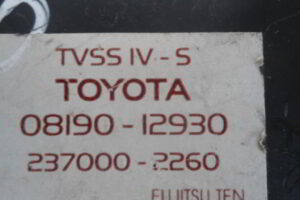 TVSS IV - S
TOYOTA
08190 - 12930
237000 - 2260
FUJITSU TEN